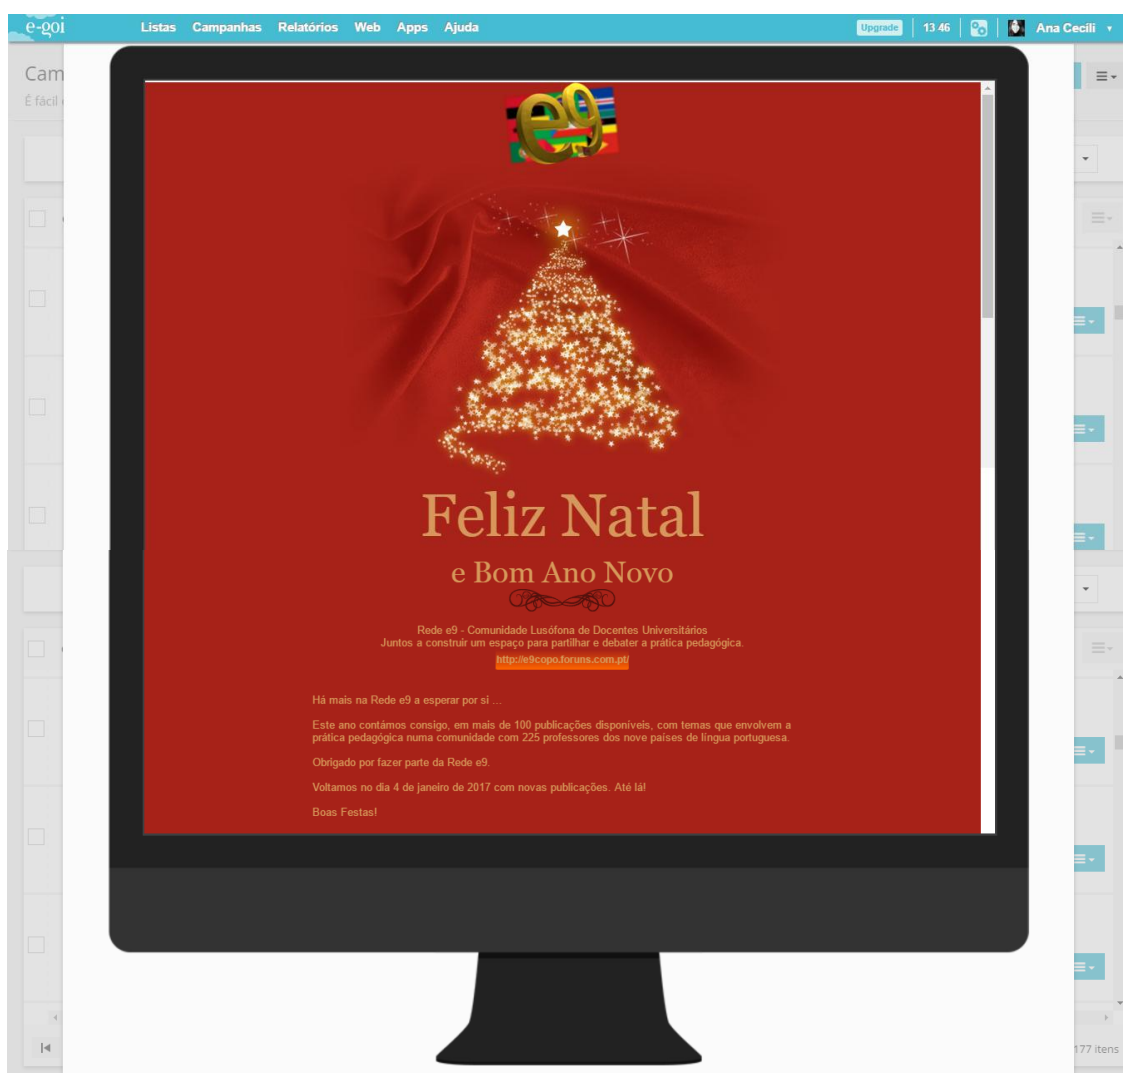 e-goi
Listas Campanhas Relatórios Web Apps Ajuda
Upgrade 13 46 Ana Cecíli
Cam
É fácil
e9
Feliz Natal
e Bom Ano Novo
Rede e9 - Comunidade Lusófona de Docentes Universitários
Juntos a construir um espaço para partilhar e debater a prática pedagógica.
http://e9copo.foruns.com.pt/
Há mais na Rede e9 a esperar por si ...
Este ano contámos consigo, em mais de 100 publicações disponíveis, com temas que envolvem a
prática pedagógica numa comunidade com 225 professores dos nove países de língua portuguesa.
Obrigado por fazer parte da Rede e9.
Voltamos no dia 4 de janeiro de 2017 com novas publicações. Até lá!
Boas Festas!
177 itens